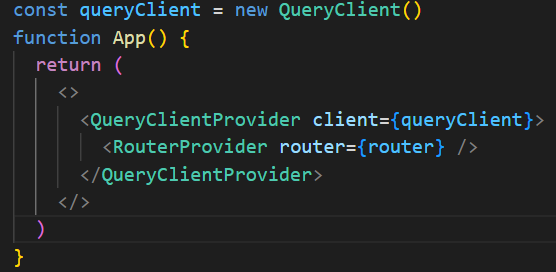 const queryClient = new QueryClient()
function App() {
  return (
    <>
      <QueryClientProvider client={queryClient}>
        <RouterProvider router={router} />
      </QueryClientProvider>
    </>
  )
}